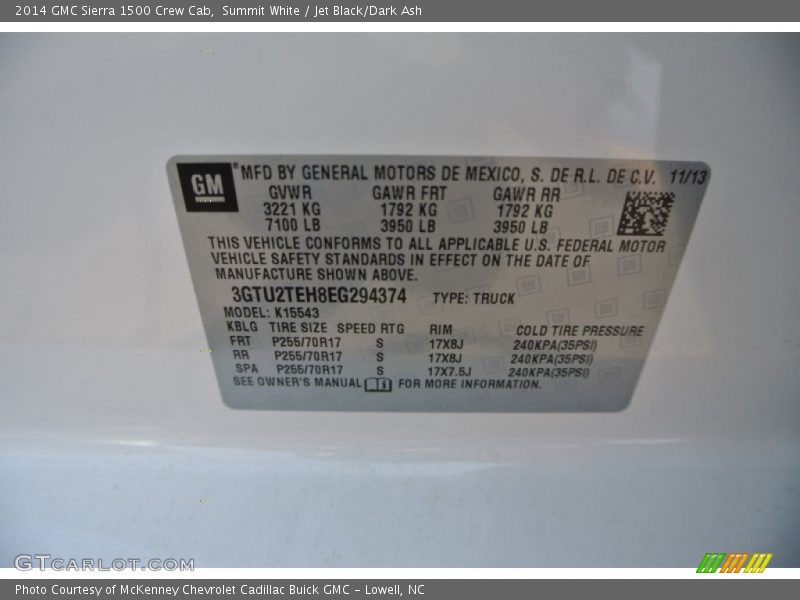 2014 GMC Sierra 1500 Crew Cab, Summit White / Jet Black/Dark Ash
GM
® MFD BY GENERAL MOTORS DE MEXICO, S. DE R.L. DE C.V. 11/13
GVWR GAWR FRT GAWR RR
3221 KG 1792 KG 1792 KG
7100 LB 3950 LB 3950 LB
THIS VEHICLE CONFORMS TO ALL APPLICABLE U.S. FEDERAL MOTOR
VEHICLE SAFETY STANDARDS IN EFFECT ON THE DATE OF
MANUFACTURE SHOWN ABOVE.
3GTU2TEH8EG294374 TYPE: TRUCK
MODEL: K15543
KBLG TIRE SIZE SPEED RTG RIM COLD TIRE PRESSURE
FRT P255/70R17 S 17X8J 240KPA(35PSI)
RR P255/70R17 S 17X8J 240KPA(35PSI)
SPA P255/70R17 S 17X7.5J 240KPA(35PSI)
SEE OWNER'S MANUAL FOR MORE INFORMATION.
GTCARLOT.COM
Photo Courtesy of McKenney Chevrolet Cadillac Buick GMC - Lowell, NC